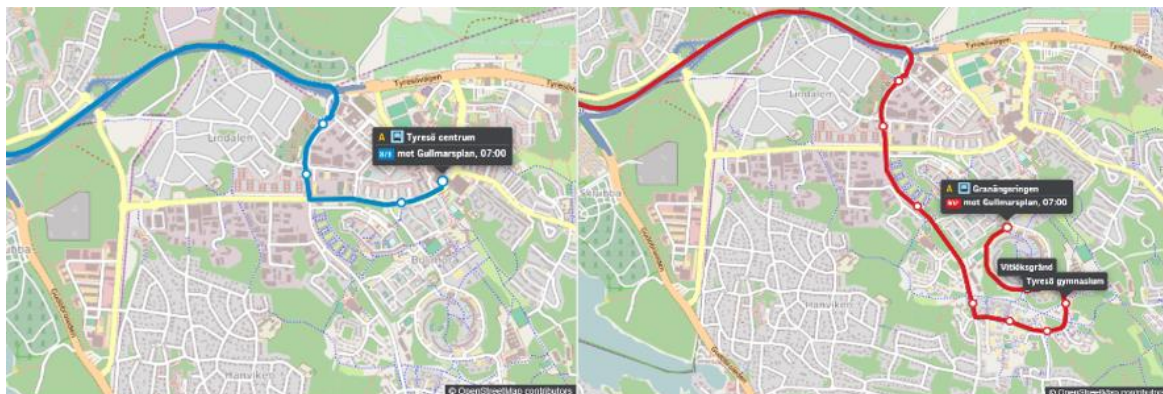 Tyresövägen
Lindalen
A Tyresö centrum
mot Gullmarsplan, 07:00
Gudöbroleden
Hanviken
© OpenStreetMap contributors
Tyresövägen
Lindalen
A Granängsringen
mot Gullmarsplan, 07:00
Vitlöksgränd
Tyresö gymnasium
Hanviken
© OpenStreetMap contributors